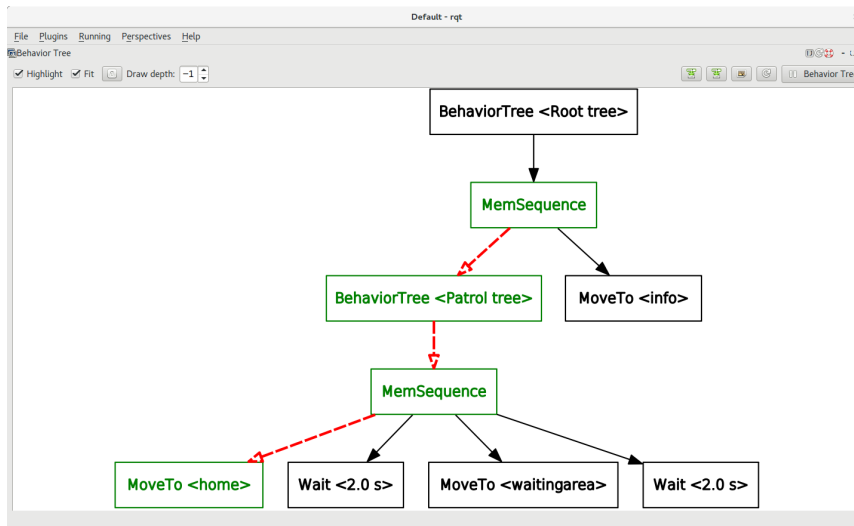 Default - rqt
File Plugins Running Perspectives Help
Behavior Tree
Highlight Fit Draw depth: -1 Behavior Tre
BehaviorTree <Root tree>
MemSequence
BehaviorTree <Patrol tree> MoveTo <info>
MemSequence
MoveTo <home> Wait <2.0 s> MoveTo <waitingarea> Wait <2.0 s>